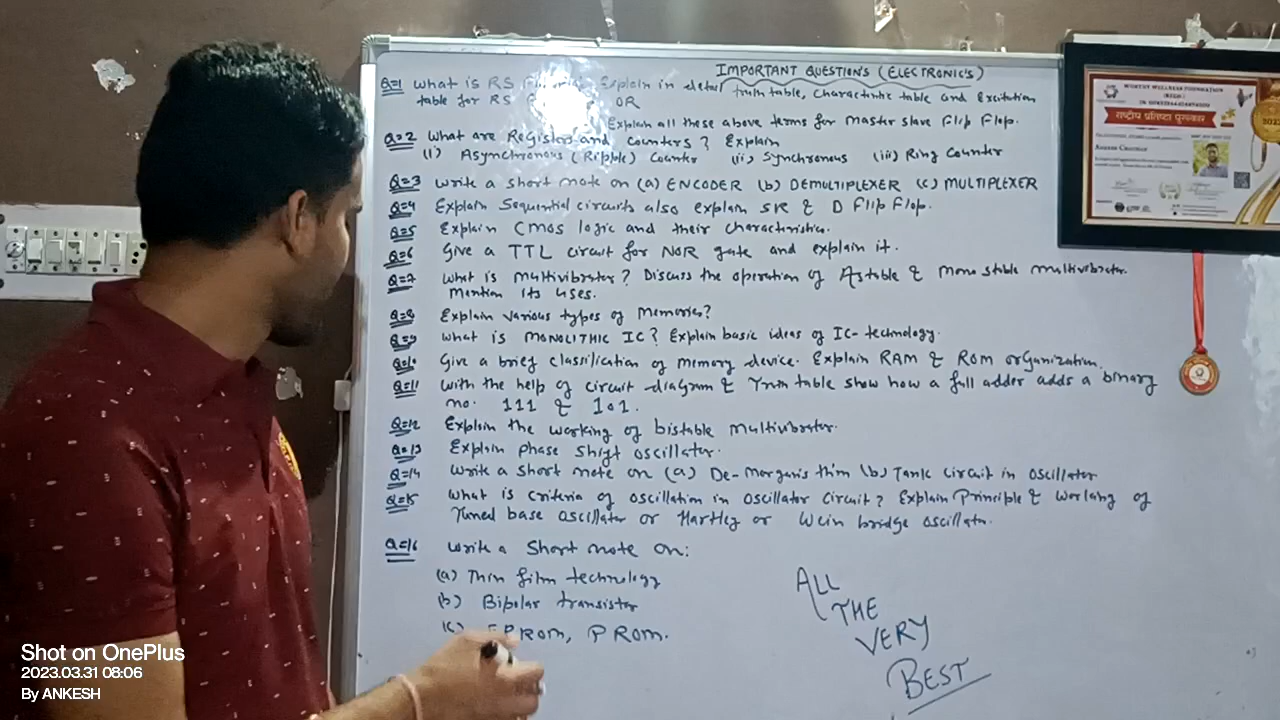 IMPORTANT QUESTION'S (ELECTRONIC'S)
Q=1 What is RS Explain in detail truth table, Characteristic table and Excitation
table for RS OR
Explain all these above terms for Master slave Flip Flop.
Q=2 What are Registers and Counters? Explain
(i) Asynchronous (Ripple) Counter (ii) Synchronous (iii) Ring Counter
Q=3 Write a short note on (a) ENCODER (b) DEMULTIPLEXER (c) MULTIPLEXER
Q=4 Explain Sequential circuits also explain SR & D Flip Flop.
Q=5 Explain CMOS logic and their characteristics.
Q=6 Give a TTL circuit for NOR gate and explain it.
Q=7 What is multivibrator? Discuss the operation of Astable & Mono stable multivibrator.
Mention its uses.
Q=8 Explain various types of Memories?
Q=9 What is MONOLITHIC IC? Explain basic ideas of IC-technology.
Q=10 Give a brief classification of memory device. Explain RAM & ROM organization.
Q=11 With the help of circuit diagram & Truth table show how a full adder adds a binary
no. 111 & 101.
Q=12 Explain the working of bistable multivibrator.
Q=13 Explain phase shift oscillator.
Q=14 Write a short note on (a) De-morgan's thm (b) Tank circuit in oscillator
Q=15 What is criteria of oscillation in oscillator circuit? Explain Principle & working of
Tuned base oscillator or Hartley or Wein bridge oscillator.
Q=16 Write a Short note on:
(a) Thin film technology
(b) Bipolar transistor
(c) EPROM, PROM.
ALL
THE
VERY
BEST
राष्ट्रीय प्रतिष्ठा पुरस्कार
Shot on OnePlus
2023.03.31 08:06
By ANKESH